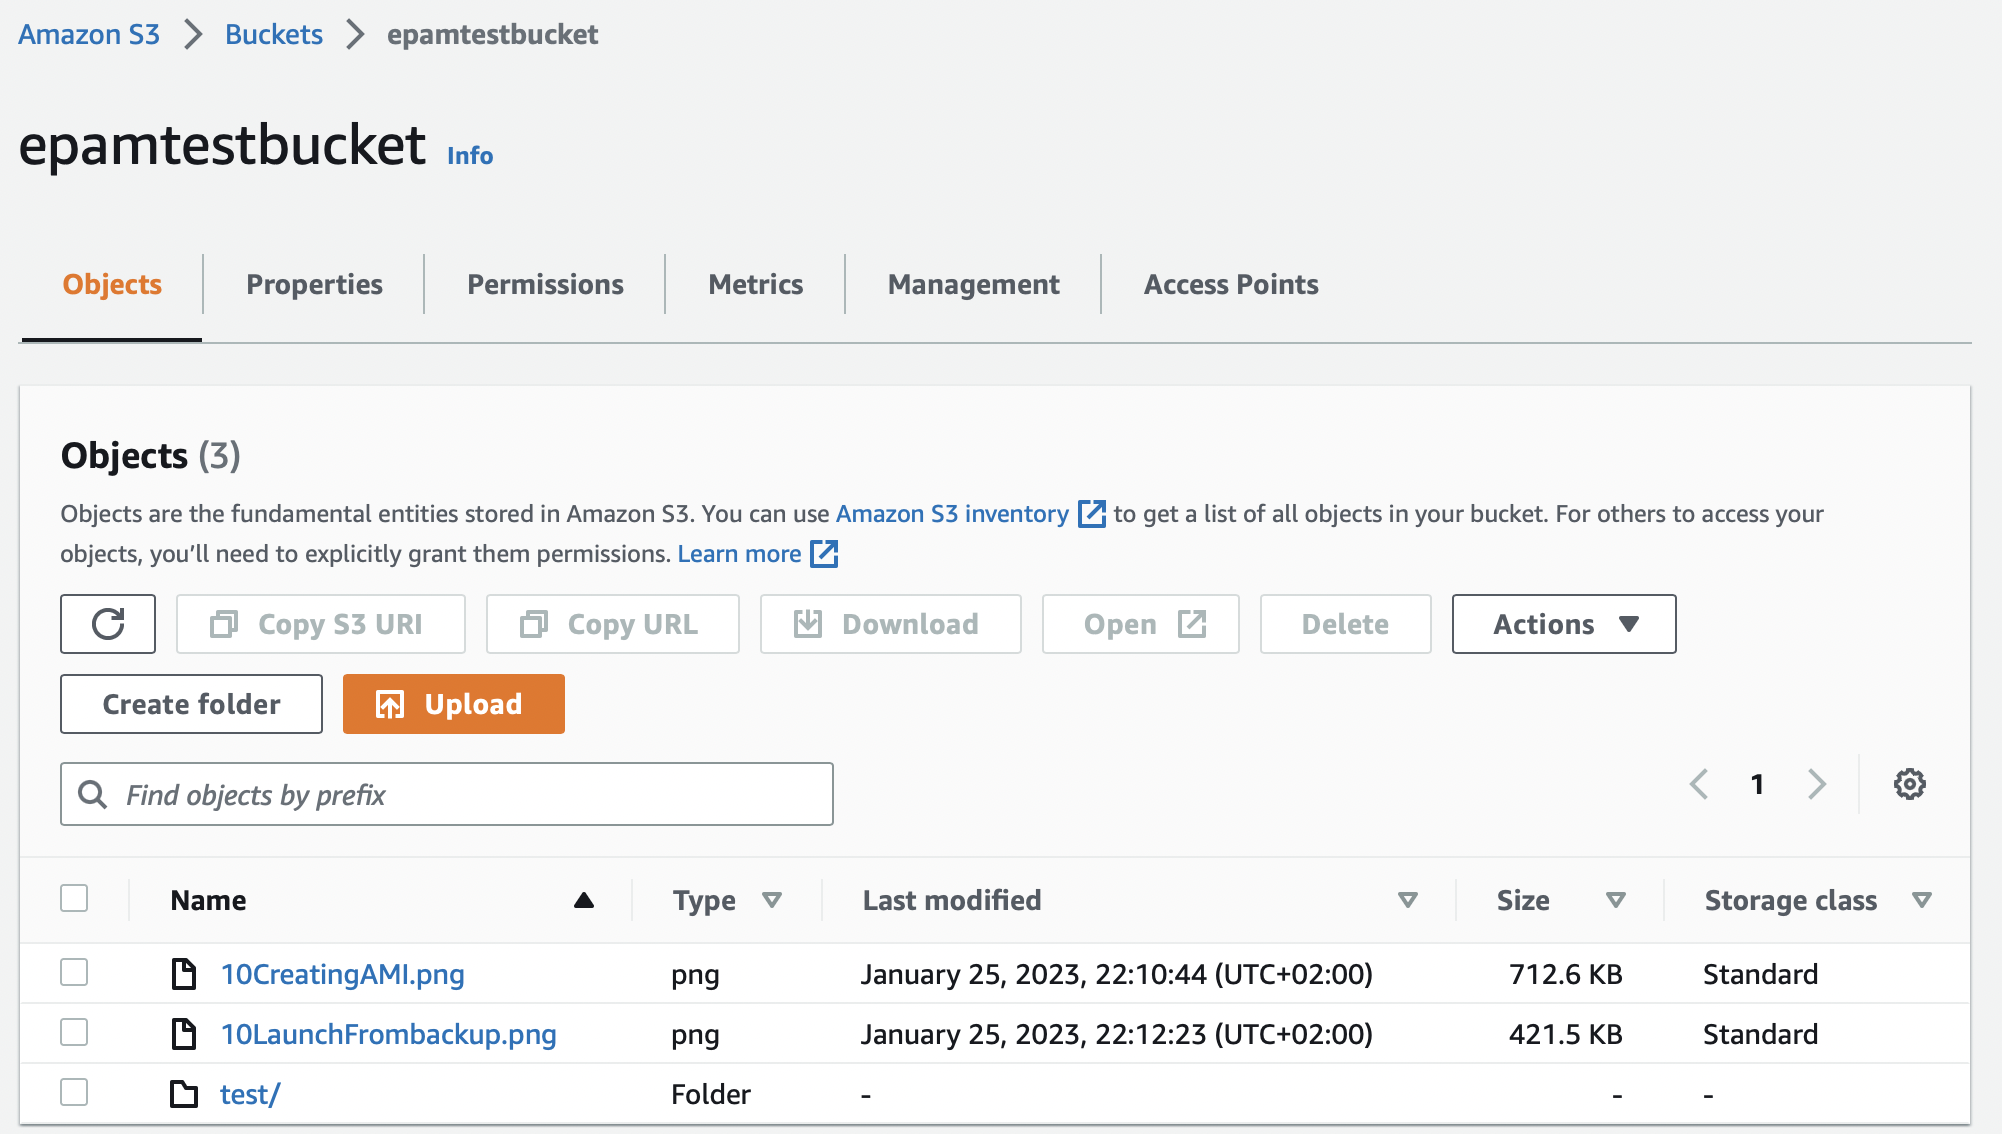 Amazon S3 > Buckets > epamtestbucket
epamtestbucket Info
Objects Properties Permissions Metrics Management Access Points
Objects (3)
Objects are the fundamental entities stored in Amazon S3. You can use Amazon S3 inventory to get a list of all objects in your bucket. For others to access your
objects, you’ll need to explicitly grant them permissions. Learn more
Copy S3 URI Copy URL Download Open Delete Actions
Create folder Upload
Find objects by prefix 1
Name Type Last modified Size Storage class
10CreatingAMI.png png January 25, 2023, 22:10:44 (UTC+02:00) 712.6 KB Standard
10LaunchFrombackup.png png January 25, 2023, 22:12:23 (UTC+02:00) 421.5 KB Standard
test/ Folder - - -